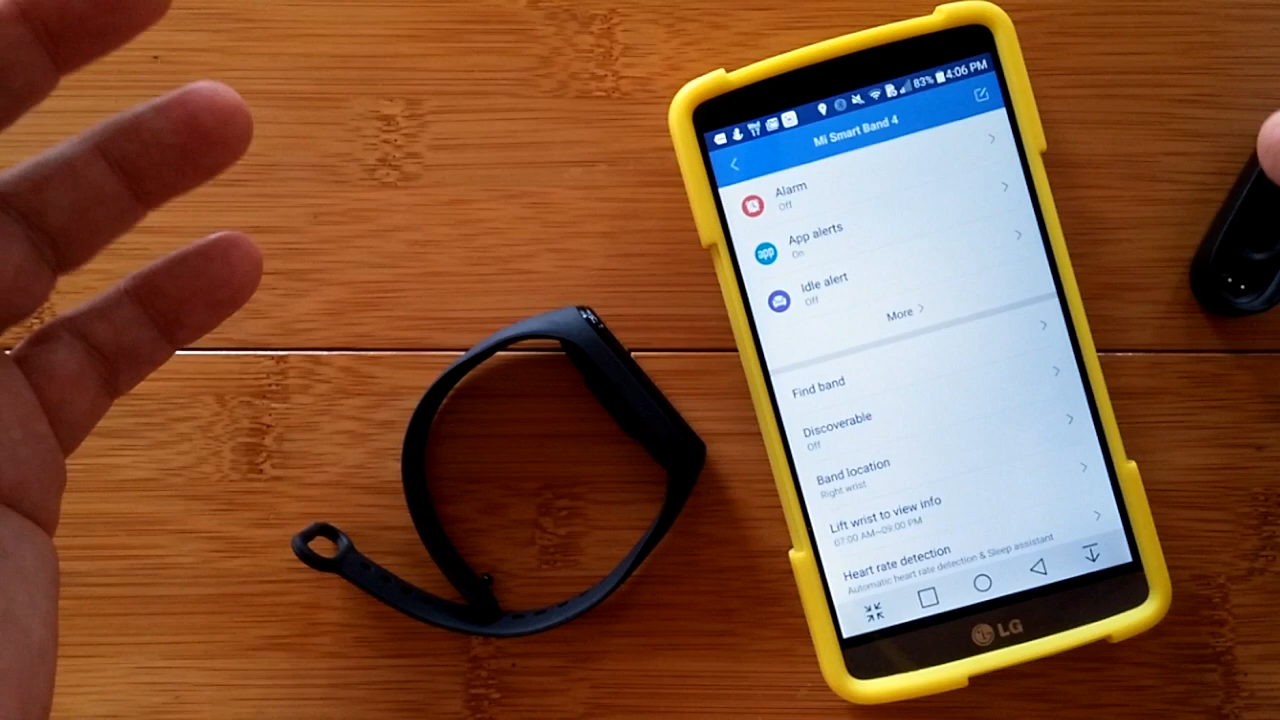 83% 4:06 PM
Mi Smart Band 4
Alarm
Off
app
App alerts
On
Idle alert
Off
More
Find band
Discoverable
Off
Band location
Right wrist
Lift wrist to view info
07:00 AM~09:00 PM
Heart rate detection
Automatic heart rate detection & Sleep assistant
LG